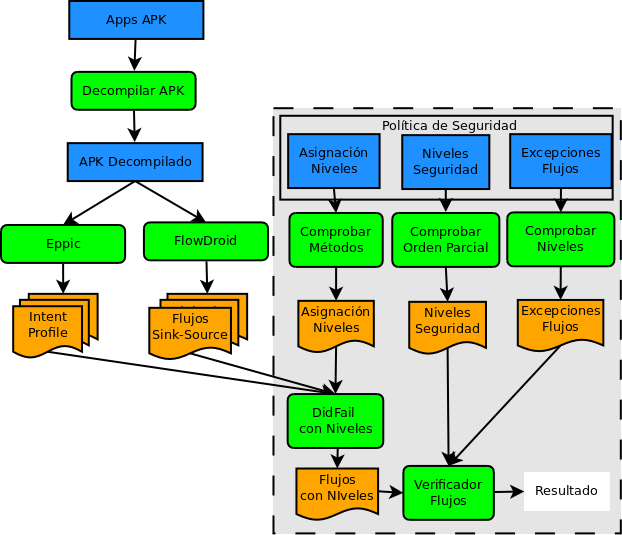 Apps APK
Decompilar APK
APK Decompilado
Eppic
FlowDroid
Intent
Profile
Flujos
Sink-Source
Política de Seguridad
Asignación
Niveles
Niveles
Seguridad
Excepciones
Flujos
Comprobar
Métodos
Comprobar
Orden Parcial
Comprobar
Niveles
Asignación
Niveles
Niveles
Seguridad
Excepciones
Flujos
DidFail
con Niveles
Flujos
con NIveles
Verificador
Flujos
Resultado